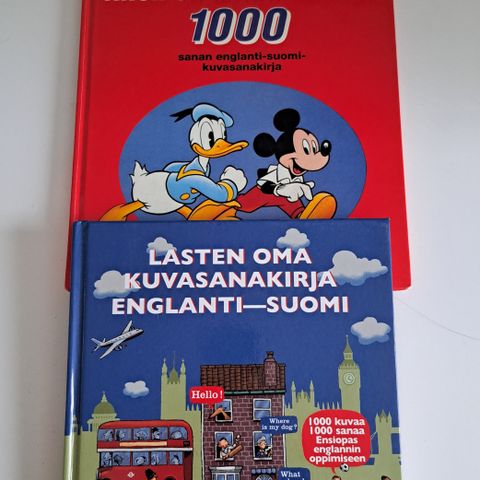 1000
sanan englanti-suomi-
kuvasanakirja
LASTEN OMA
KUVASANAKIRJA
ENGLANTI—SUOMI
Hello!
Where
is my dog?
1000 kuvaa
1000 sanaa
Ensiopas
englannin
oppimiseen
What